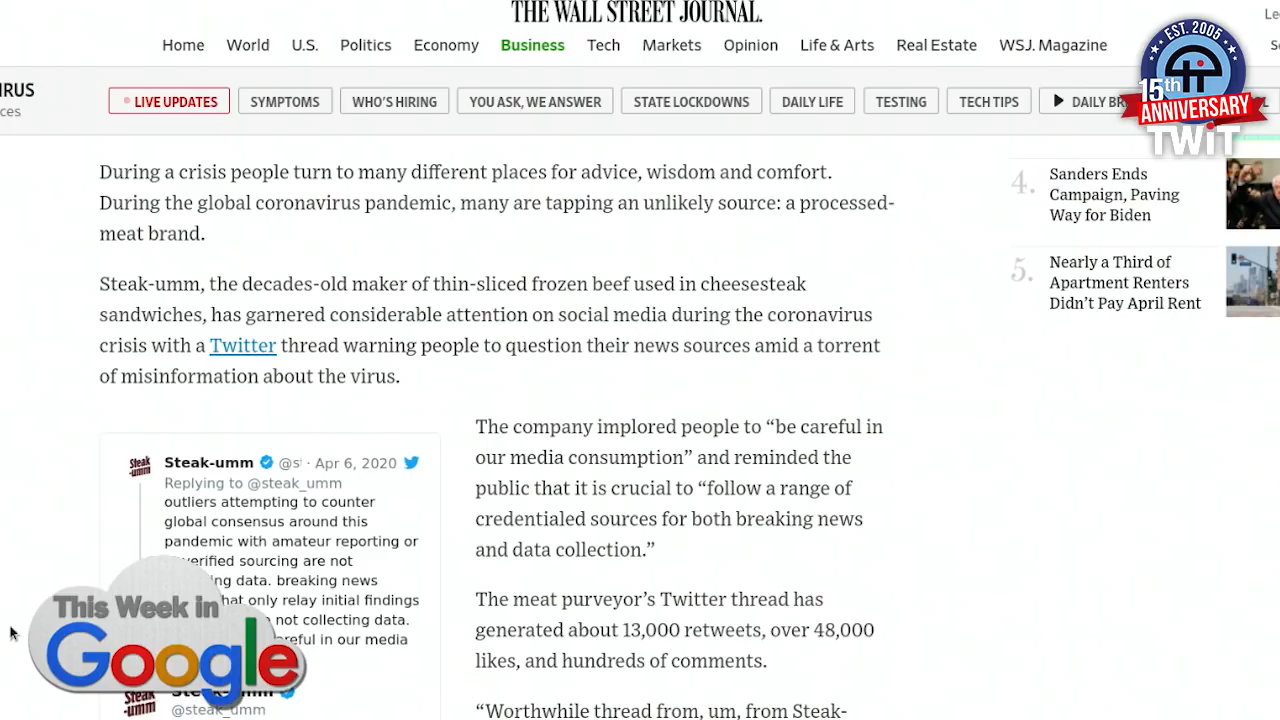 THE WALL STREET JOURNAL.
Home World U.S. Politics Economy Business Tech Markets Opinion Life & Arts Real Estate WSJ. Magazine
EST. 2005
15th
ANNIVERSARY
TWiT
LIVE UPDATES SYMPTOMS WHO'S HIRING YOU ASK, WE ANSWER STATE LOCKDOWNS DAILY LIFE TESTING TECH TIPS DAILY
During a crisis people turn to many different places for advice, wisdom and comfort.
During the global coronavirus pandemic, many are tapping an unlikely source: a processed-
meat brand.
Steak-umm, the decades-old maker of thin-sliced frozen beef used in cheesesteak
sandwiches, has garnered considerable attention on social media during the coronavirus
crisis with a Twitter thread warning people to question their news sources amid a torrent
of misinformation about the virus.
4. Sanders Ends
Campaign, Paving
Way for Biden
5. Nearly a Third of
Apartment Renters
Didn't Pay April Rent
Steak-umm
Steak-umm @s · Apr 6, 2020
Replying to @steak_umm
outliers attempting to counter
global consensus around this
pandemic with amateur reporting or
verified sourcing are not
data. breaking news
that only relay initial findings
not collecting data.
in our media
Steak-umm
Steak-umm
@steak_umm
The company implored people to “be careful in
our media consumption” and reminded the
public that it is crucial to “follow a range of
credentialed sources for both breaking news
and data collection.”
The meat purveyor’s Twitter thread has
generated about 13,000 retweets, over 48,000
likes, and hundreds of comments.
“Worthwhile thread from, um, from Steak-
This Week in
Google